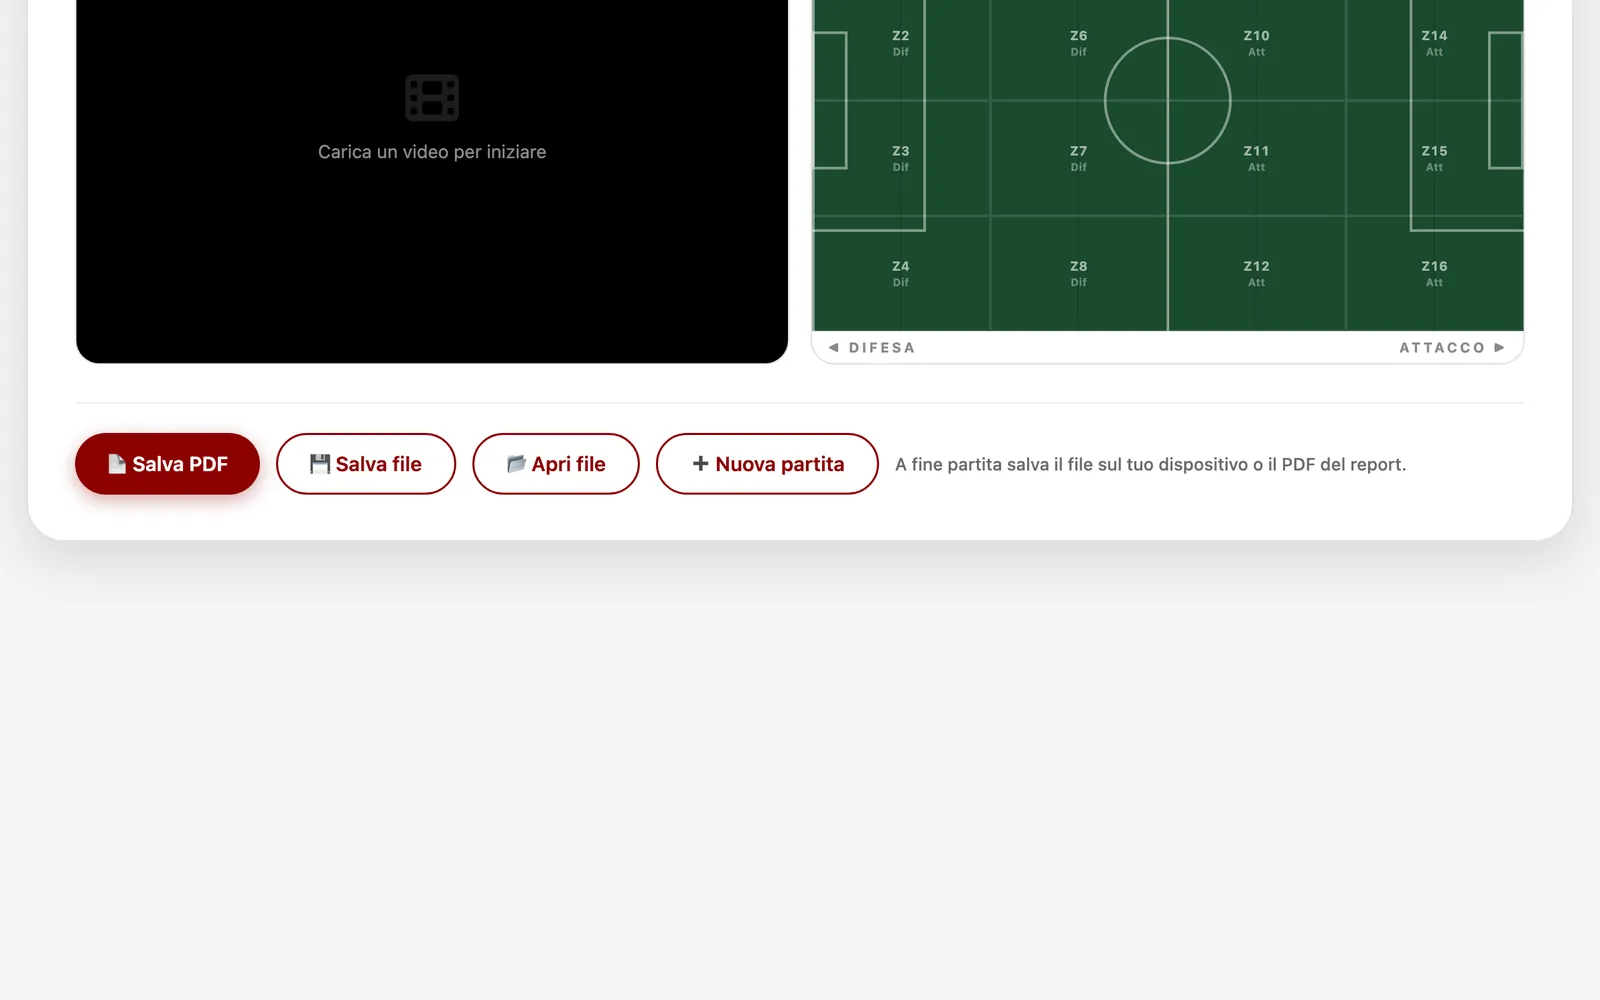 Carica un video per iniziare
Z2 Z6 Z10 Z14
Dif Dif Att Att
Z3 Z7 Z11 Z15
Dif Dif Att Att
Z4 Z8 Z12 Z16
Dif Dif Att Att
◄ DIFESA ATTACCO ►
Salva PDF Salva file Apri file Nuova partita A fine partita salva il file sul tuo dispositivo o il PDF del report.